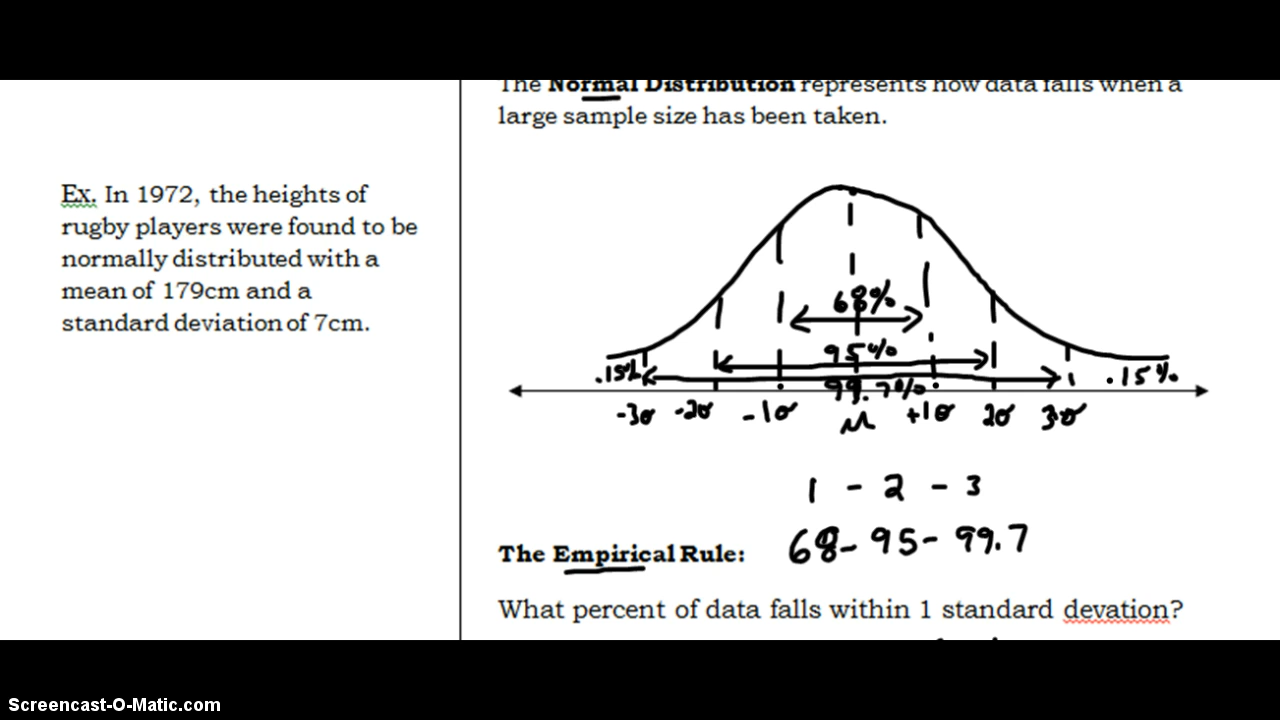 The Normal Distribution represents how data falls when a
large sample size has been taken.
Ex. In 1972, the heights of
rugby players were found to be
normally distributed with a
mean of 179cm and a
standard deviation of 7cm.
68%
95%
99.7%
.15% .15%
-3σ -2σ -1σ μ +1σ 2σ 3σ
1 - 2 - 3
68 - 95 - 99.7
The Empirical Rule:
What percent of data falls within 1 standard devation?
Screencast-O-Matic.com